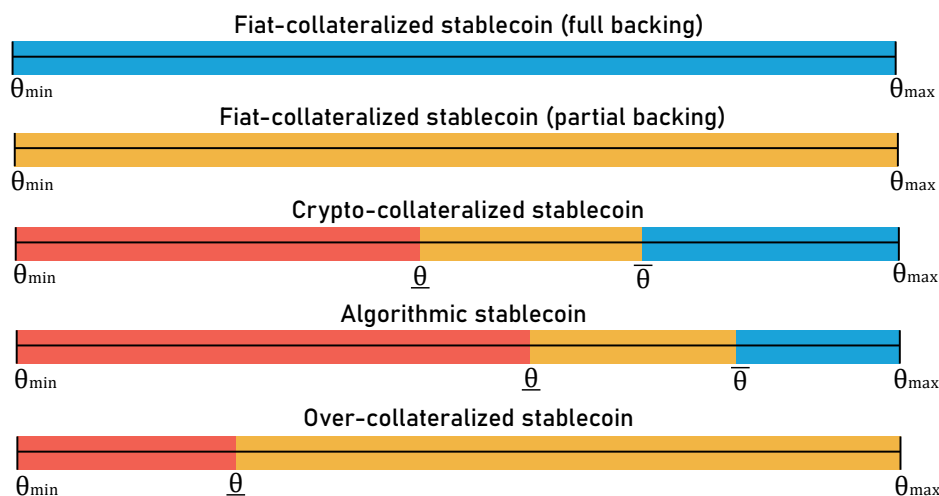 Fiat-collateralized stablecoin (full backing)
θmin θmax
Fiat-collateralized stablecoin (partial backing)
θmin θmax
Crypto-collateralized stablecoin
θmin θ̲ θ̅ θmax
Algorithmic stablecoin
θmin θ̲ θ̅ θmax
Over-collateralized stablecoin
θmin θ̲ θmax